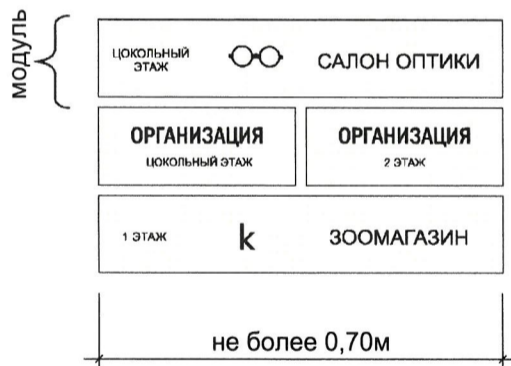 модуль
ЦОКОЛЬНЫЙ
ЭТАЖ
САЛОН ОПТИКИ
ОРГАНИЗАЦИЯ
ЦОКОЛЬНЫЙ ЭТАЖ
ОРГАНИЗАЦИЯ
2 ЭТАЖ
1 ЭТАЖ
k
ЗООМАГАЗИН
не более 0,70м